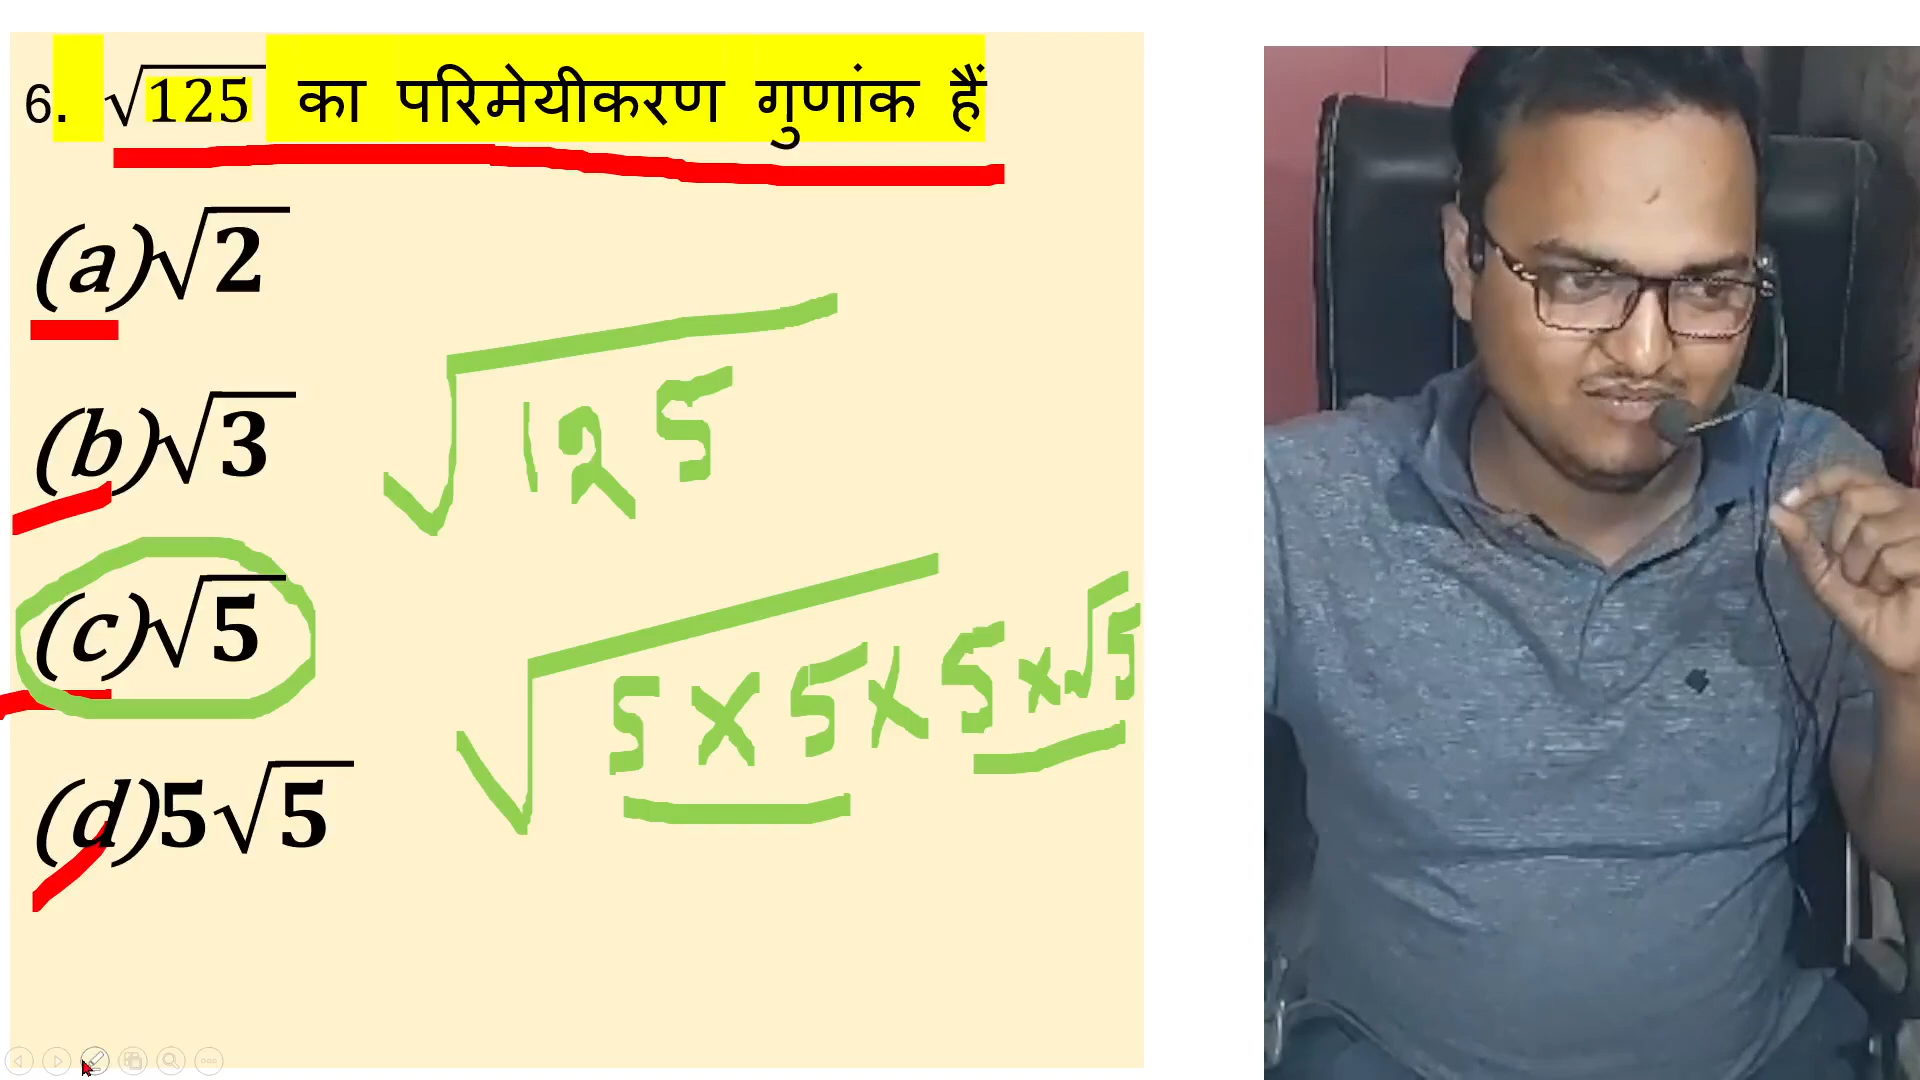 6. √125 का परिमेयीकरण गुणांक हैं
(a)√2
(b)√3
(c)√5
(d)5√5
√125
√5×5×5×√5